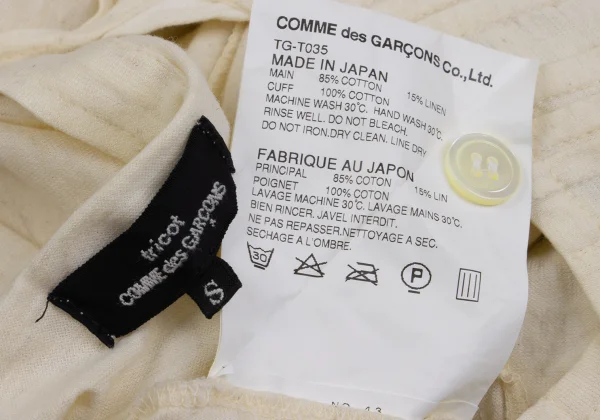 COMME des GARÇONS Co.,Ltd.
TG-T035
MADE IN JAPAN
MAIN 85% COTTON 15% LINEN
CUFF 100% COTTON
MACHINE WASH 30℃. HAND WASH 30℃.
RINSE WELL. DO NOT BLEACH.
DO NOT IRON.DRY CLEAN. LINE DRY
FABRIQUE AU JAPON
PRINCIPAL 85% COTON 15% LIN
POIGNET 100% COTON
LAVAGE MACHINE 30℃. LAVAGE MAINS 30℃.
BIEN RINCER. JAVEL INTERDIT.
NE PAS REPASSER.NETTOYAGE A SEC.
SECHAGE A L'OMBRE.
30
P
tricot
COMME des GARÇONS
S